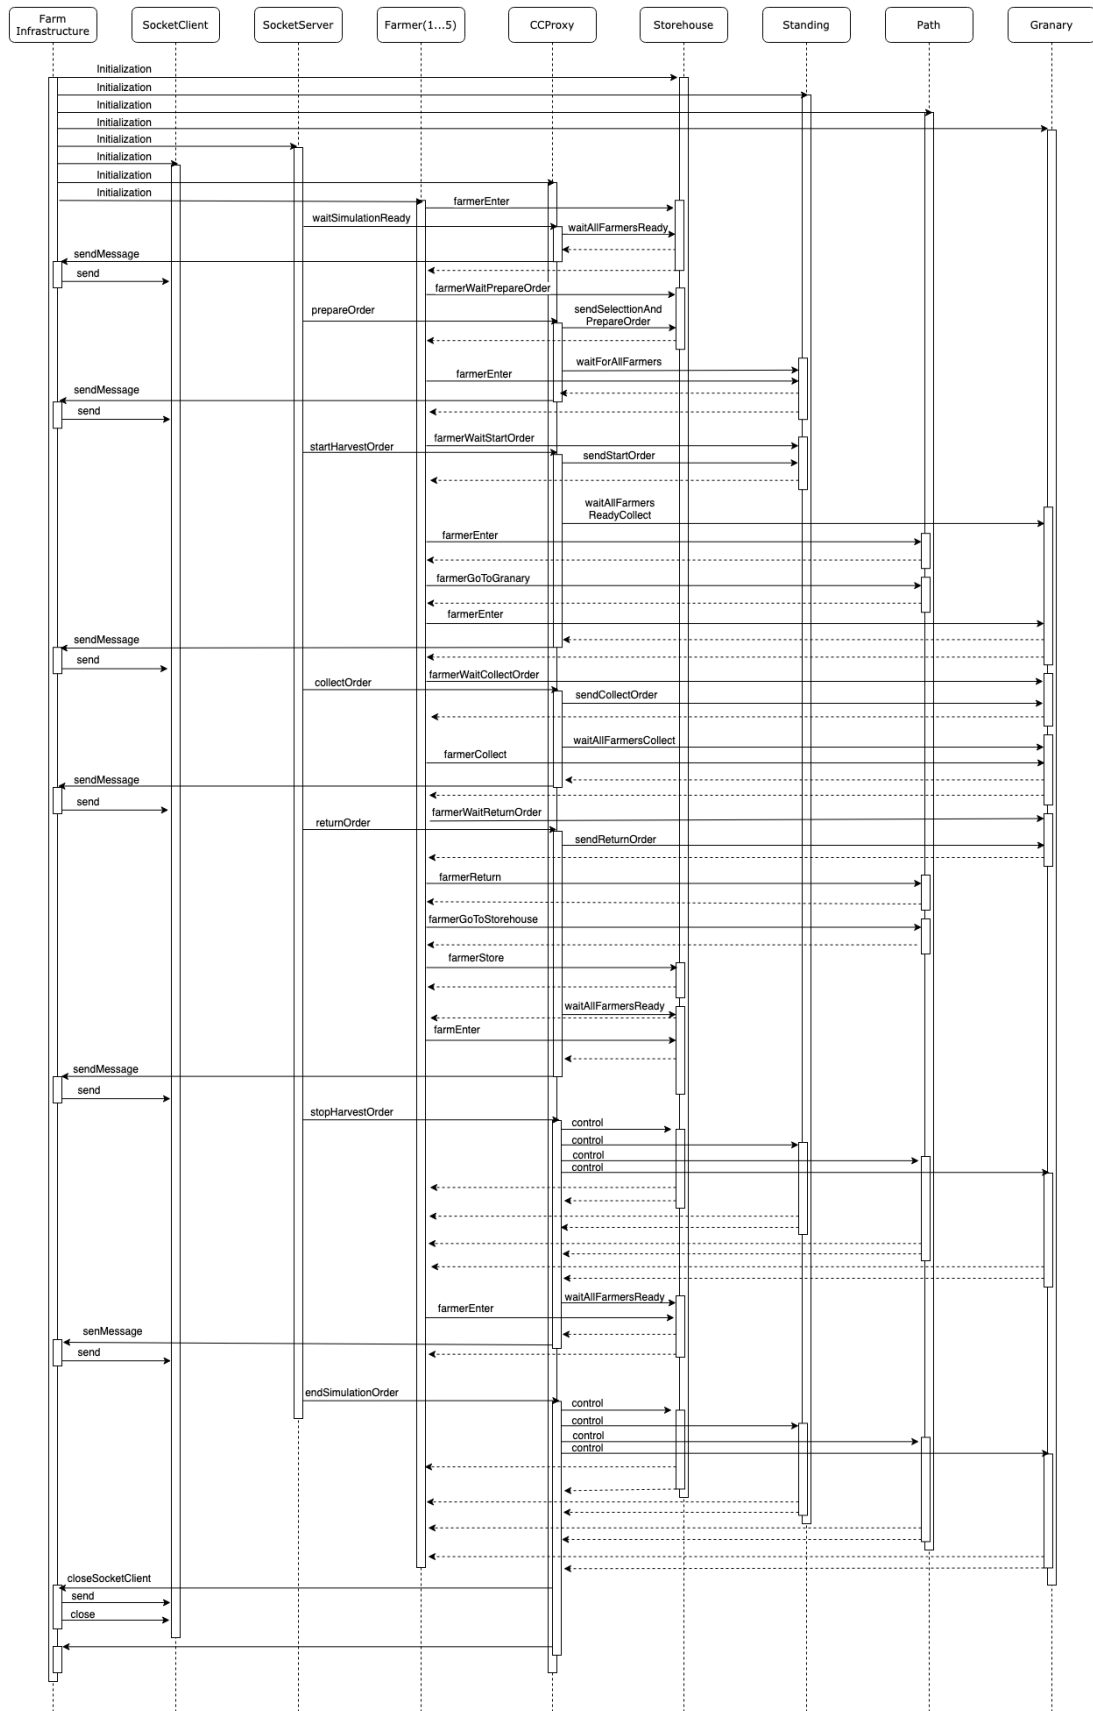 Farm
Infrastructure
SocketClient
SocketServer
Farmer(1...5)
CCProxy
Storehouse
Standing
Path
Granary
Initialization
Initialization
Initialization
Initialization
Initialization
Initialization
Initialization
Initialization
farmerEnter
waitSimulationReady
waitAllFarmersReady
sendMessage
send
farmerWaitPrepareOrder
prepareOrder
sendSelecttionAnd
PrepareOrder
waitForAllFarmers
farmerEnter
sendMessage
send
farmerWaitStartOrder
startHarvestOrder
sendStartOrder
waitAllFarmers
ReadyCollect
farmerEnter
farmerGoToGranary
farmerEnter
sendMessage
send
farmerWaitCollectOrder
collectOrder
sendCollectOrder
waitAllFarmersCollect
farmerCollect
sendMessage
send
farmerWaitReturnOrder
returnOrder
sendReturnOrder
farmerReturn
farmerGoToStorehouse
farmerStore
waitAllFarmersReady
farmEnter
sendMessage
send
stopHarvestOrder
control
control
control
control
waitAllFarmersReady
farmerEnter
senMessage
send
endSimulationOrder
control
control
control
control
closeSocketClient
send
close